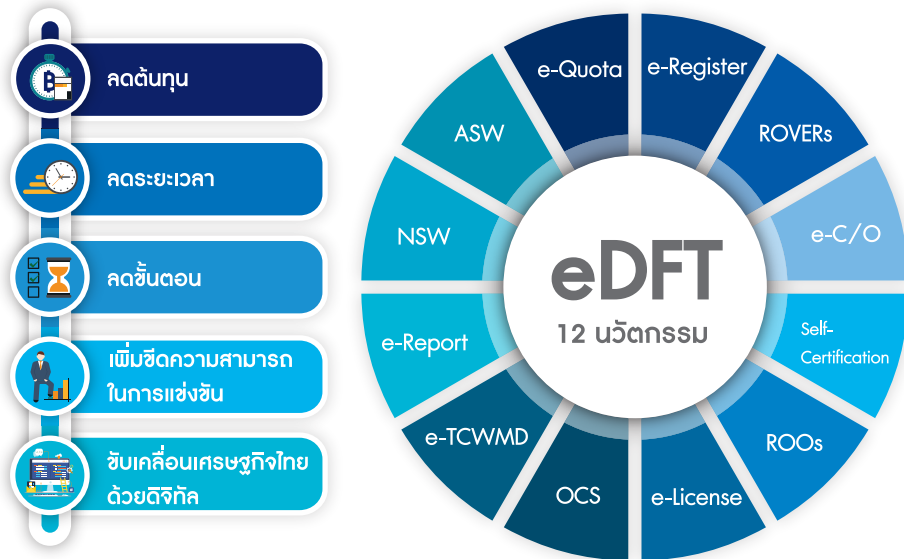 ลดต้นทุน
ลดระยะเวลา
ลดขั้นตอน
เพิ่มขีดความสามารถ
ในการแข่งขัน
ขับเคลื่อนเศรษฐกิจไทย
ด้วยดิจิทัล
eDFT
12 นวัตกรรม
e-Quota
e-Register
ROVERs
e-C/O
Self-
Certification
ROOs
e-License
OCS
e-TCWMD
e-Report
NSW
ASW